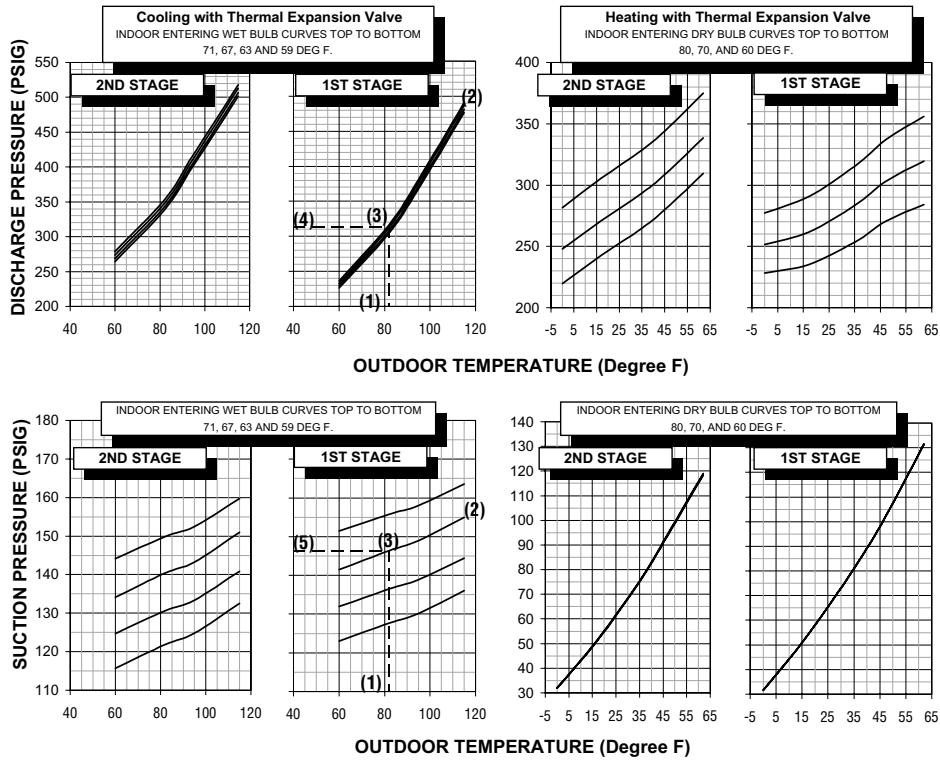 Cooling with Thermal Expansion Valve
INDOOR ENTERING WET BULB CURVES TOP TO BOTTOM
71, 67, 63 AND 59 DEG F.
Heating with Thermal Expansion Valve
INDOOR ENTERING DRY BULB CURVES TOP TO BOTTOM
80, 70, AND 60 DEG F.
DISCHARGE PRESSURE (PSIG)
550
500
450
400
350
300
250
200
2ND STAGE
40 60 80 100 120
1ST STAGE
(2)
(3)
(4)
(1)
40 60 80 100 120
400
350
300
250
200
2ND STAGE
-5 5 15 25 35 45 55 65
1ST STAGE
-5 5 15 25 35 45 55 65
OUTDOOR TEMPERATURE (Degree F)
INDOOR ENTERING WET BULB CURVES TOP TO BOTTOM
71, 67, 63 AND 59 DEG F.
INDOOR ENTERING DRY BULB CURVES TOP TO BOTTOM
80, 70, AND 60 DEG F.
SUCTION PRESSURE (PSIG)
180
170
160
150
140
130
120
110
2ND STAGE
40 60 80 100 120
1ST STAGE
(2)
(5)
(3)
(1)
40 60 80 100 120
140
130
120
110
100
90
80
70
60
50
40
30
2ND STAGE
-5 5 15 25 35 45 55 65
1ST STAGE
-5 5 15 25 35 45 55 65
OUTDOOR TEMPERATURE (Degree F)